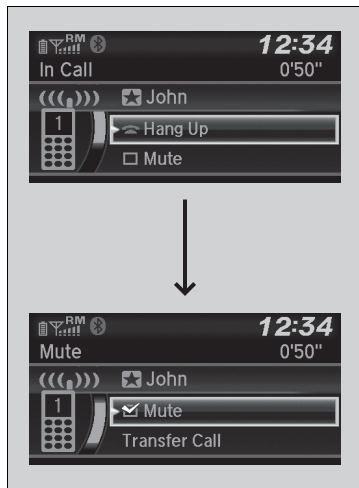 RM 12:34
In Call 0'50"
John
1
Hang Up
Mute
RM 12:34
Mute 0'50"
John
1
Mute
Transfer Call